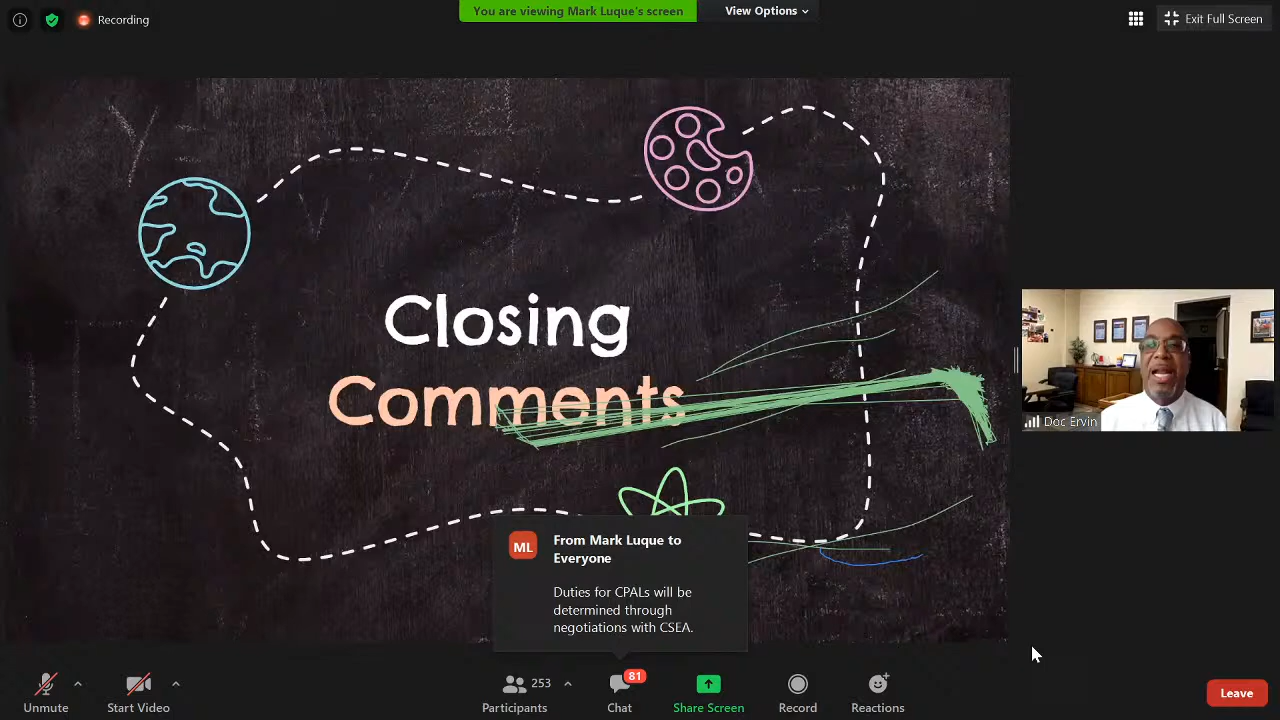 Recording
You are viewing Mark Luque's screen
View Options
Exit Full Screen
Closing
Comments
Doc Ervin
ML
From Mark Luque to
Everyone
Duties for CPALs will be
determined through
negotiations with CSEA.
Unmute
Start Video
253
Participants
81
Chat
Share Screen
Record
Reactions
Leave